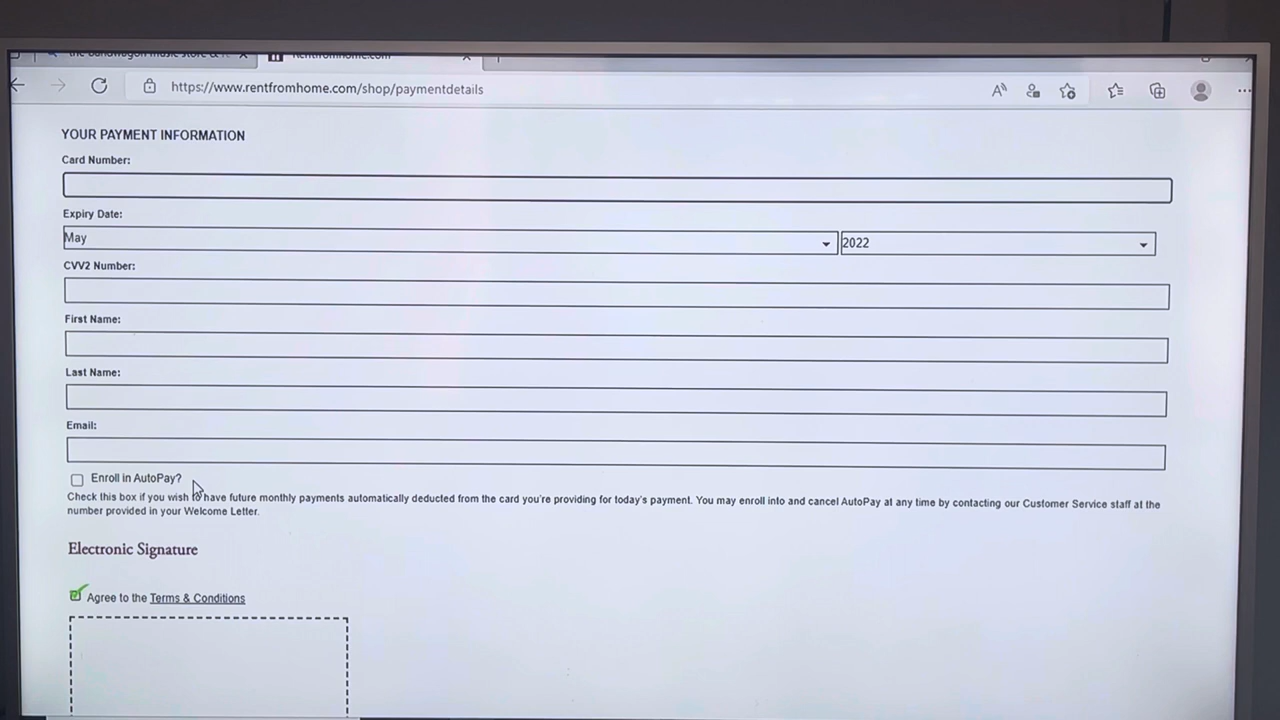 rentfromhome.com
https://www.rentfromhome.com/shop/paymentdetails
YOUR PAYMENT INFORMATION
Card Number:
Expiry Date:
May
2022
CVV2 Number:
First Name:
Last Name:
Email:
Enroll in AutoPay?
Check this box if you wish to have future monthly payments automatically deducted from the card you're providing for today's payment. You may enroll into and cancel AutoPay at any time by contacting our Customer Service staff at the
number provided in your Welcome Letter.
Electronic Signature
Agree to the Terms & Conditions